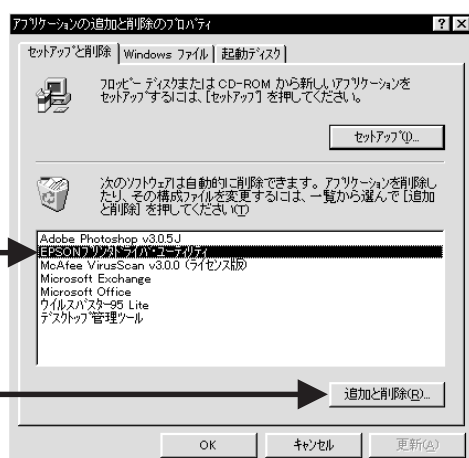 アプリケーションの追加と削除のプロパティ
セットアップと削除 Windows ファイル 起動ディスク
フロッピー ディスクまたは CD-ROM から新しいアプリケーションを
セットアップするには、[セットアップ] を押してください。
セットアップ(I)...
次のソフトウェアは自動的に削除できます。アプリケーションを削除し
たり、その構成ファイルを変更するには、一覧から選んで [追加
と削除] を押してください(T)
Adobe Photoshop v3.0.5J
EPSONプリンタドライバ・ユーティリティ
McAfee VirusScan v3.0.0 (ライセンス版)
Microsoft Exchange
Microsoft Office
ウイルスバスター95 Lite
デスクトップ管理ツール
追加と削除(R)...
OK キャンセル 更新(A)